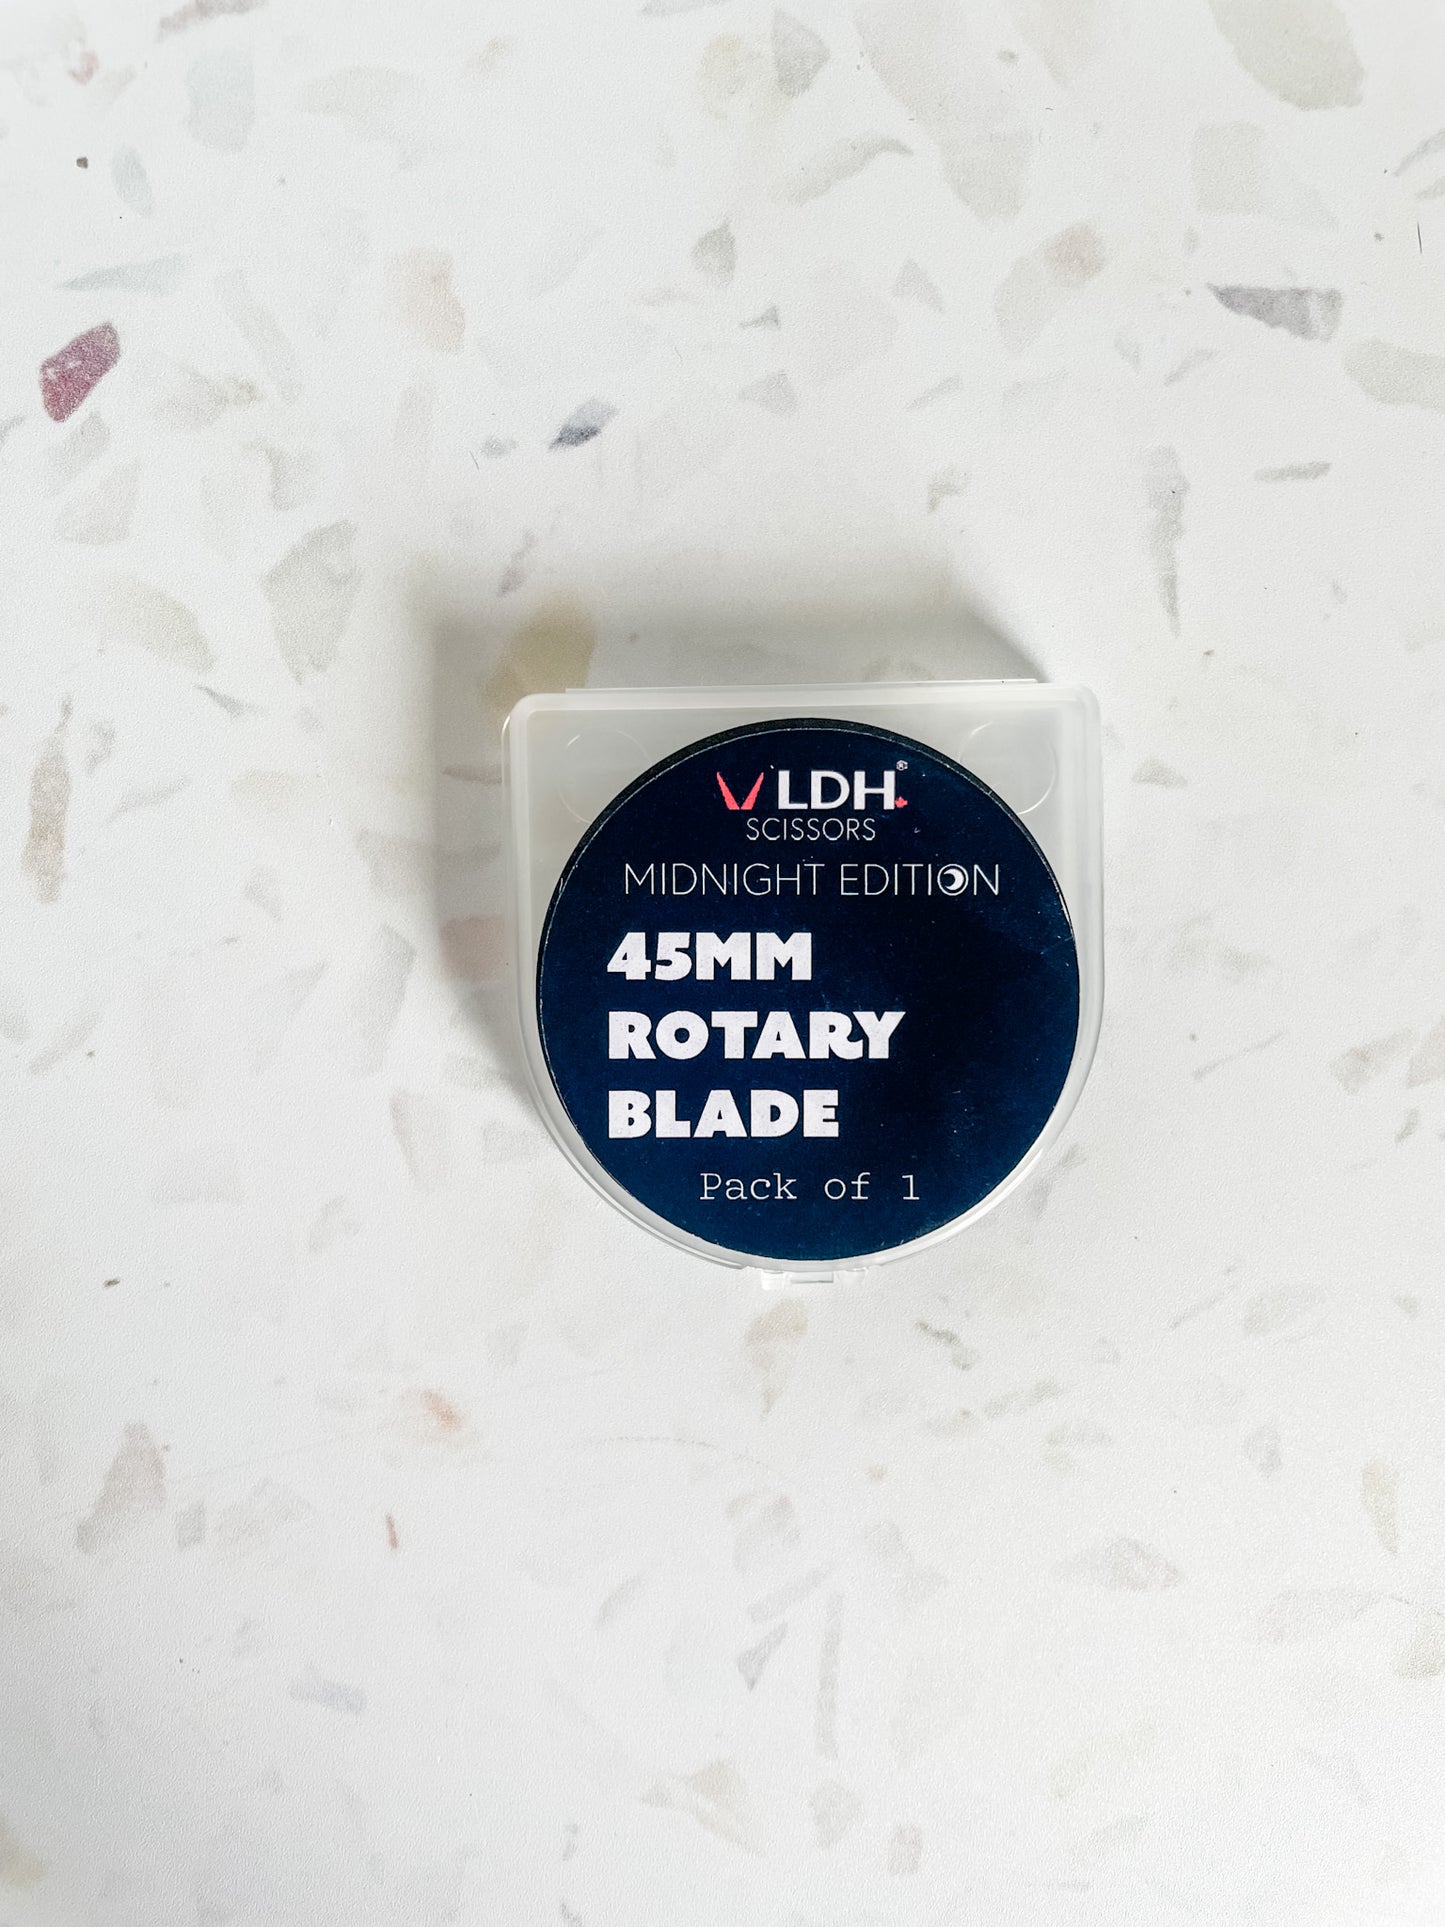 LDH®
SCISSORS
MIDNIGHT EDITION
45MM
ROTARY
BLADE
Pack of 1